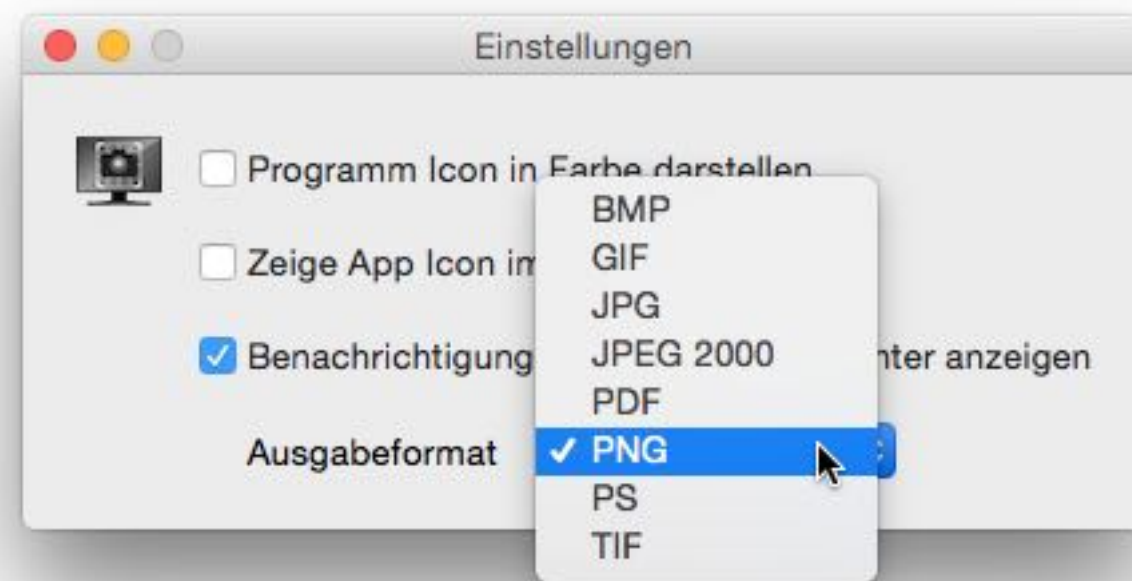 Einstellungen
Programm Icon in Farbe darstellen
Zeige App Icon im
Benachrichtigung nter anzeigen
Ausgabeformat
BMP
GIF
JPG
JPEG 2000
PDF
✓ PNG
PS
TIF